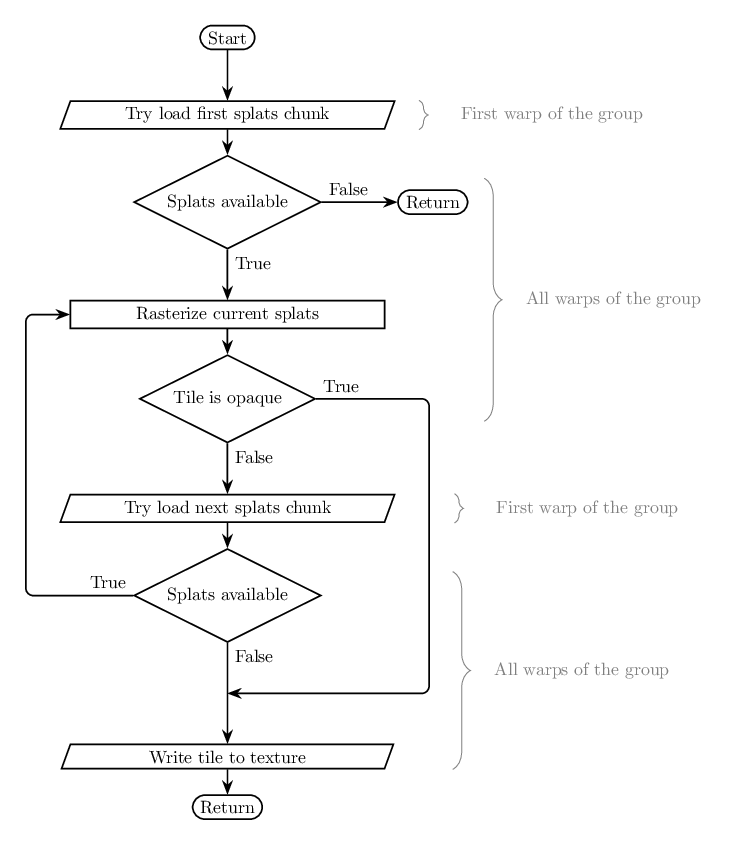 Start
Try load first splats chunk
First warp of the group
Splats available
False
Return
True
All warps of the group
Rasterize current splats
True
Tile is opaque
False
Try load next splats chunk
First warp of the group
True
Splats available
False
All warps of the group
Write tile to texture
Return